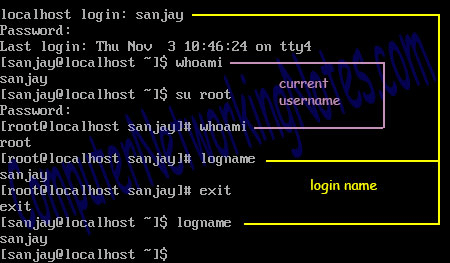 localhost login: sanjay
Password:
Last login: Thu Nov  3 10:46:24 on tty4
[sanjay@localhost ~]$ whoami
sanjay
[sanjay@localhost ~]$ su root
Password:
[root@localhost sanjay]# whoami
root
[root@localhost sanjay]# logname
sanjay
[root@localhost sanjay]# exit
exit
[sanjay@localhost ~]$ logname
sanjay
[sanjay@localhost ~]$
current
username
login name
ComputerNetworkingNotes.com